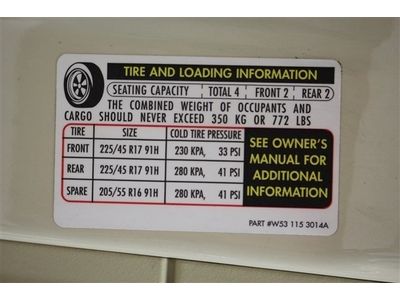 TIRE AND LOADING INFORMATION
SEATING CAPACITY TOTAL 4 FRONT 2 REAR 2
THE COMBINED WEIGHT OF OCCUPANTS AND
CARGO SHOULD NEVER EXCEED 350 KG OR 772 LBS
TIRE SIZE COLD TIRE PRESSURE
FRONT 225/45 R17 91H 230 KPA, 33 PSI
REAR 225/45 R17 91H 280 KPA, 41 PSI
SPARE 205/55 R16 91H 280 KPA, 41 PSI
SEE OWNER'S
MANUAL FOR
ADDITIONAL
INFORMATION
PART #W53 115 3014A